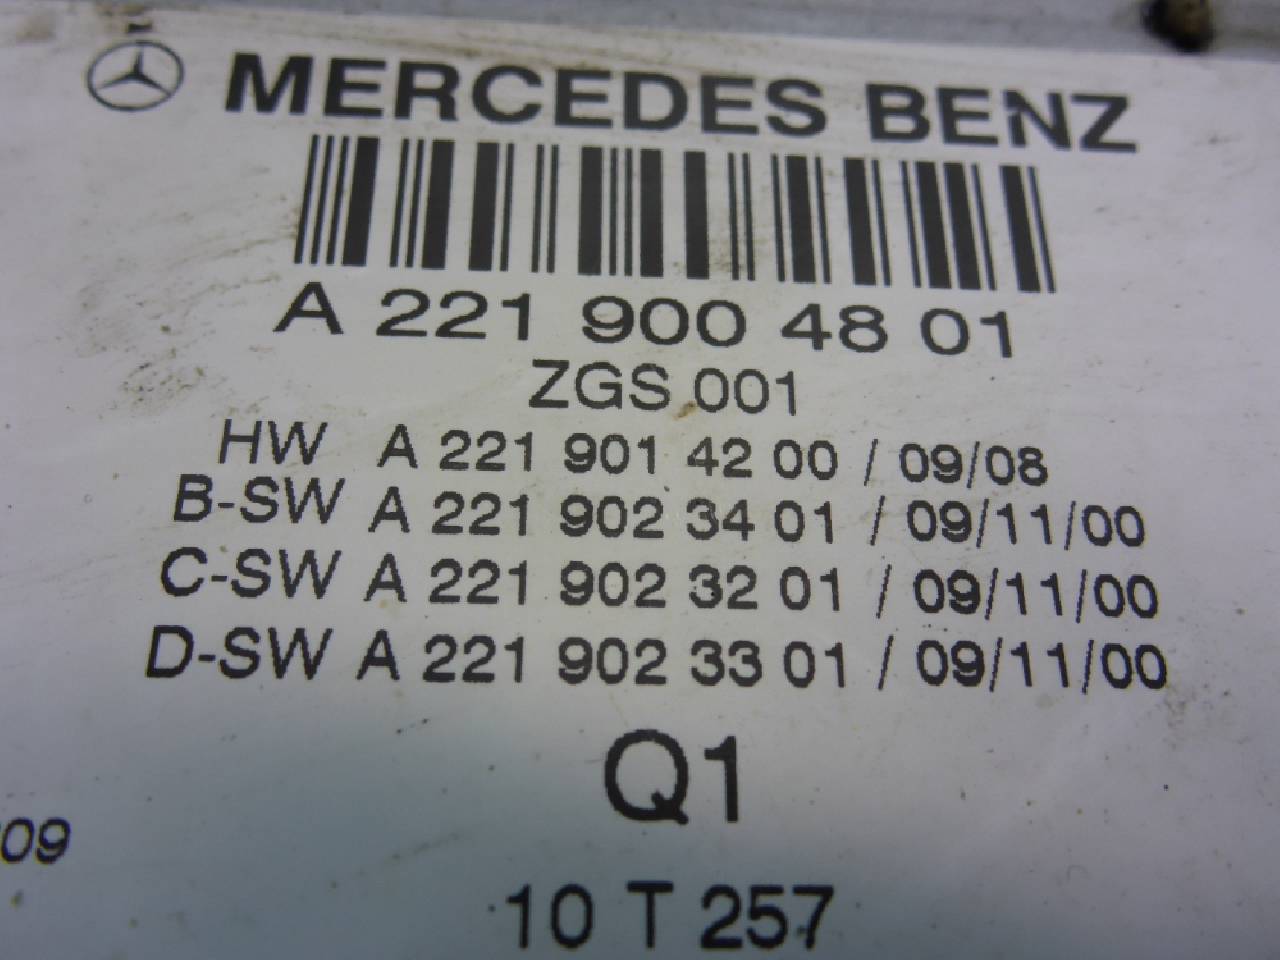 MERCEDES BENZ
A 221 900 48 01
ZGS 001
HW A 221 901 42 00 / 09/08
B-SW A 221 902 34 01 / 09/11/00
C-SW A 221 902 32 01 / 09/11/00
D-SW A 221 902 33 01 / 09/11/00
Q1
09
10 T 257